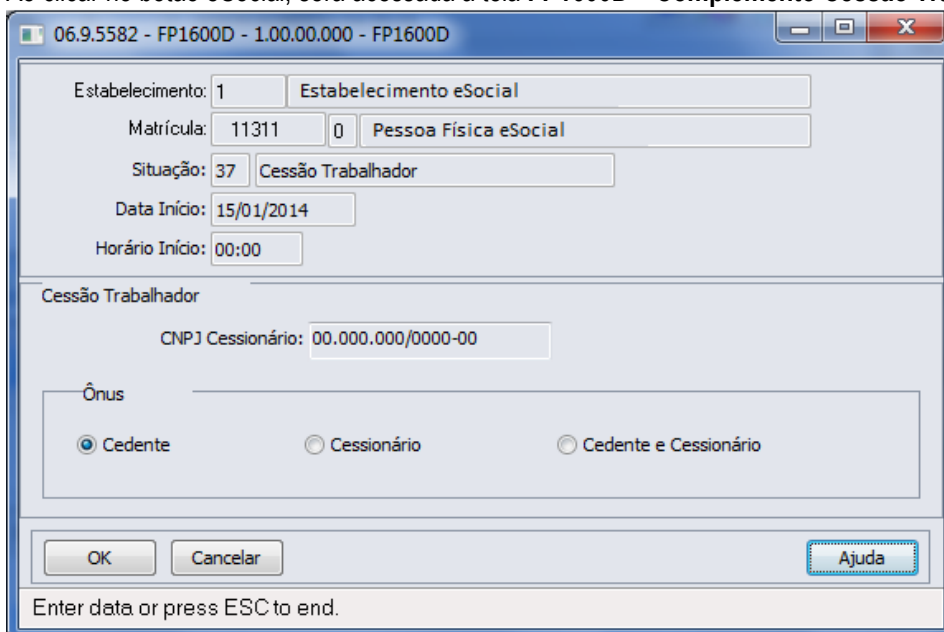 06.9.5582 - FP1600D - 1.00.00.000 - FP1600D
Estabelecimento: 1 Estabelecimento eSocial
Matrícula: 11311 0 Pessoa Física eSocial
Situação: 37 Cessão Trabalhador
Data Início: 15/01/2014
Horário Início: 00:00
Cessão Trabalhador
CNPJ Cessionário: 00.000.000/0000-00
Ônus
Cedente Cessionário Cedente e Cessionário
OK Cancelar Ajuda
Enter data or press ESC to end.